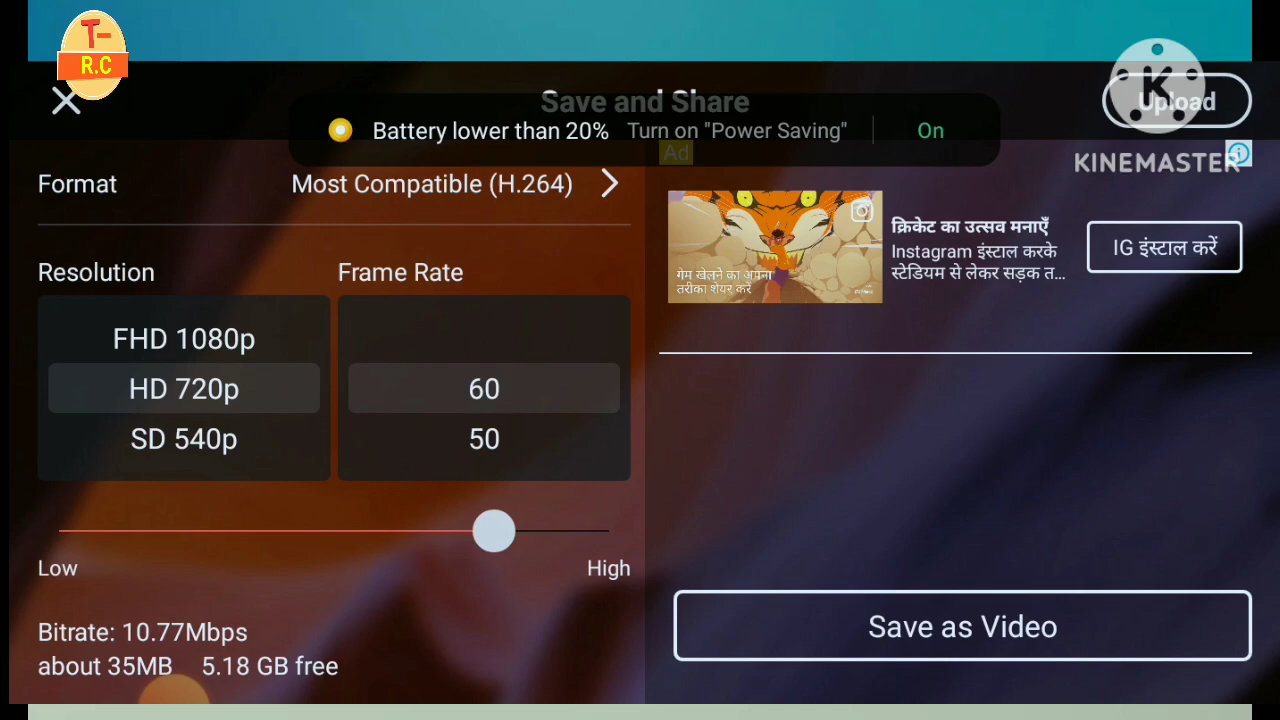 T-
R.C
Save and Share
Upload
Battery lower than 20% Turn on "Power Saving" On
Ad
KINEMASTER
Format Most Compatible (H.264)
Resolution Frame Rate
FHD 1080p
HD 720p 60
SD 540p 50
Low High
Bitrate: 10.77Mbps
about 35MB 5.18 GB free
गेम खेलने का अपना
तरीका शेयर करें
क्रिकेट का उत्सव मनाएँ
Instagram इंस्टाल करके
स्टेडियम से लेकर सड़क त...
IG इंस्टाल करें
Save as Video